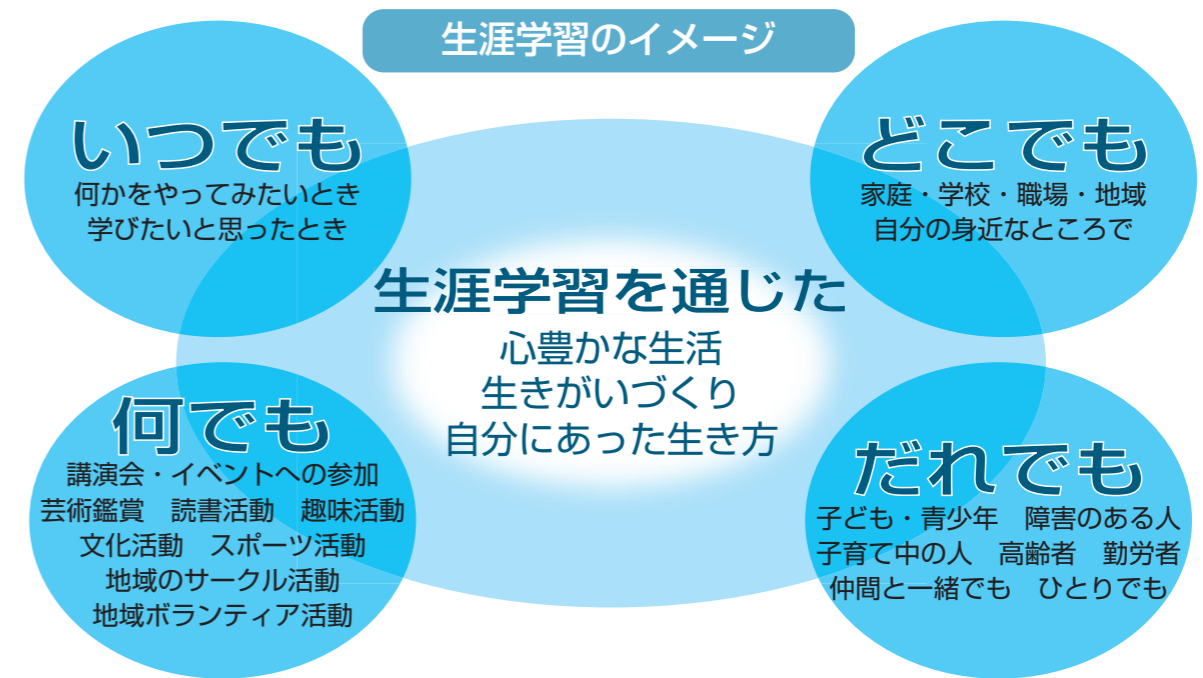 生涯学習のイメージ
いつでも
何かをやってみたいとき
学びたいと思ったとき
どこでも
家庭・学校・職場・地域
自分の身近なところで
生涯学習を通じた
心豊かな生活
生きがいづくり
自分にあった生き方
何でも
講演会・イベントへの参加
芸術鑑賞　読書活動　趣味活動
文化活動　スポーツ活動
地域のサークル活動
地域ボランティア活動
だれでも
子ども・青少年　障害のある人
子育て中の人　高齢者　勤労者
仲間と一緒でも　ひとりでも